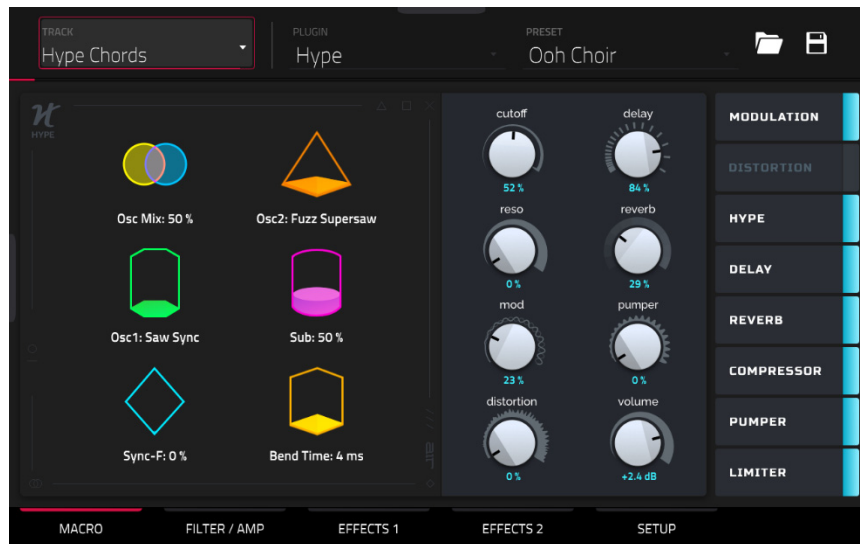 TRACK
Hype Chords
PLUGIN
Hype
PRESET
Ooh Choir
HYPE
Osc Mix: 50 %
Osc2: Fuzz Supersaw
Osc1: Saw Sync
Sub: 50 %
Sync-F: 0 %
Bend Time: 4 ms
AIR
cutoff
delay
52 %
84 %
reso
reverb
0 %
29 %
mod
pumper
23 %
0 %
distortion
volume
0 %
+2.4 dB
MODULATION
DISTORTION
HYPE
DELAY
REVERB
COMPRESSOR
PUMPER
LIMITER
MACRO
FILTER / AMP
EFFECTS 1
EFFECTS 2
SETUP